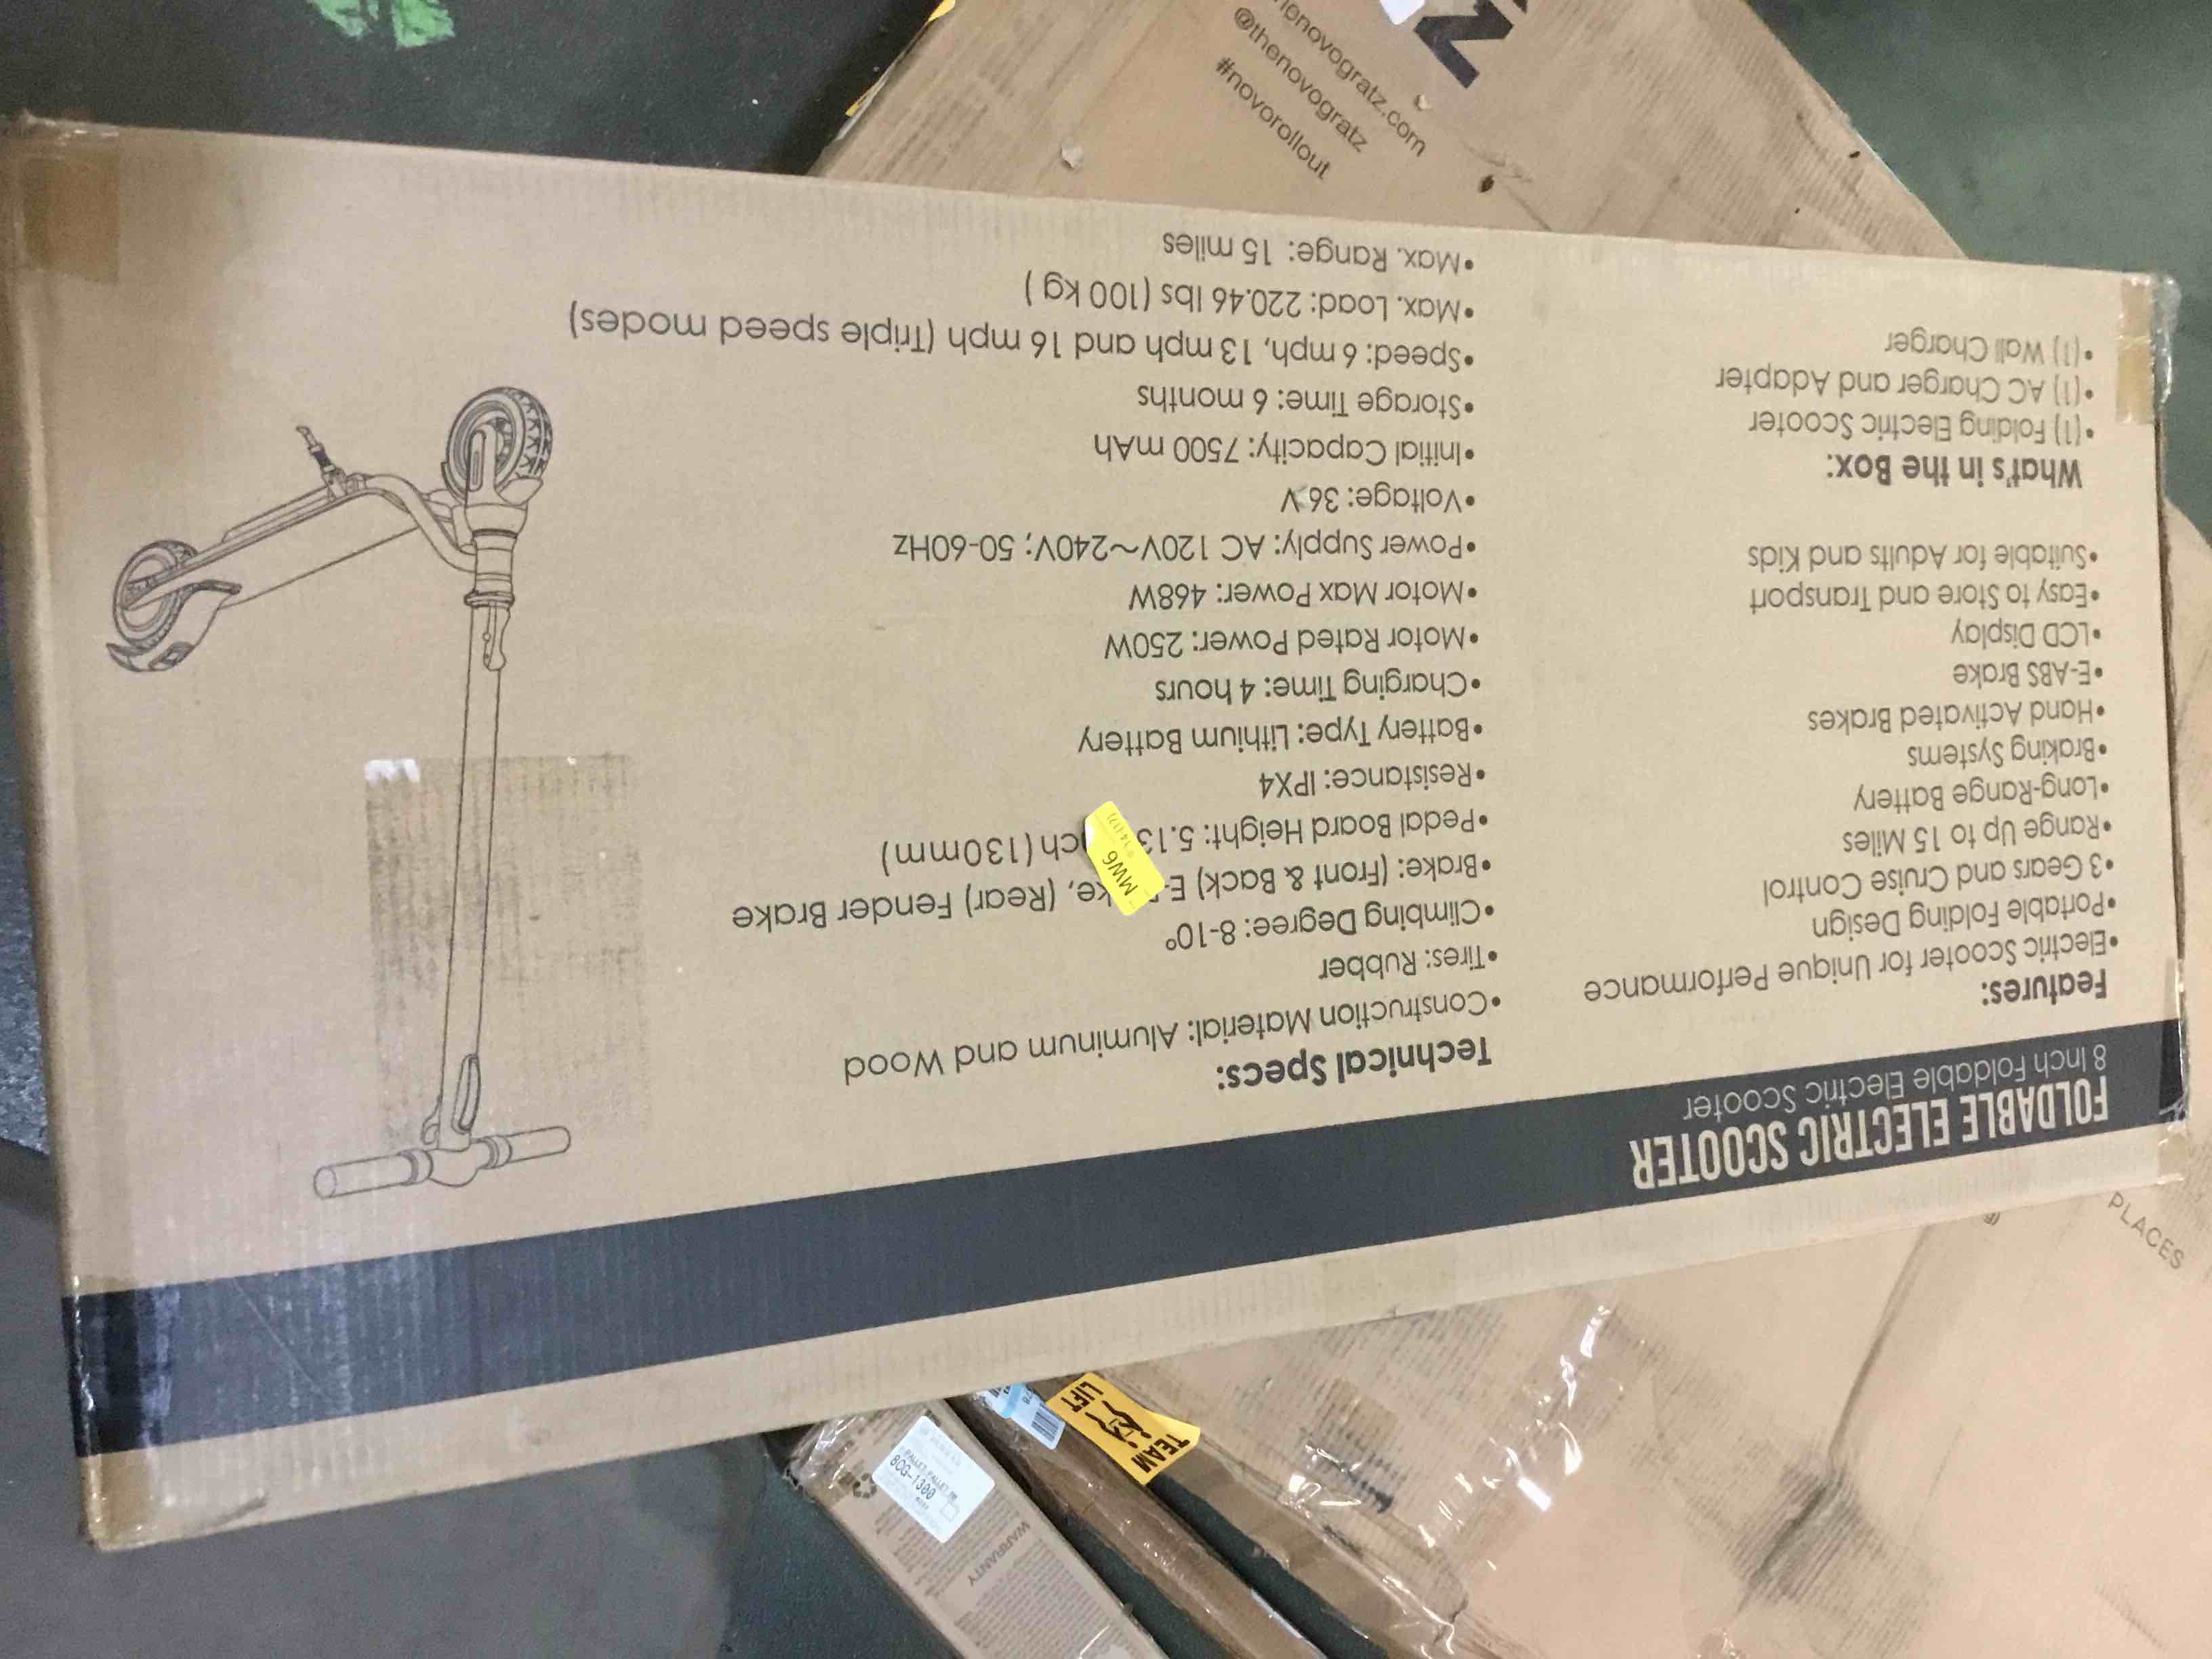 FOLDABLE ELECTRIC SCOOTER
8 Inch Foldable Electric Scooter
Features:
•Electric Scooter for Unique Performance
•Portable Folding Design
•3 Gears and Cruise Control
•Range Up to 15 Miles
•Long-Range Battery
•Braking Systems
•Hand Activated Brakes
•E-ABS Brake
•LCD Display
•Easy to Store and Transport
•Suitable for Adults and Kids
What's in the Box:
•(1) Folding Electric Scooter
•(1) AC Charger and Adapter
•(1) Wall Charger
Technical Specs:
•Construction Material: Aluminum and Wood
•Tires: Rubber
•Climbing Degree: 8-10°
•Brake: (Front & Back) (Rear) Fender Brake
•Pedal Board Height: 5.13 (130mm)
•Resistance: IPX4
•Battery Type: Lithium Battery
•Charging Time: 4 hours
•Motor Rated Power: 250W
•Motor Max Power: 468W
•Power Supply: AC 120V~240V; 50-60Hz
•Voltage: 36 V
•Initial Capacity: 7500 mAh
•Storage Time: 6 months
•Speed: 6 mph, 13 mph and 16 mph (Triple speed modes)
•Max. Load: 220.46 lbs (100 kg)
•Max. Range: 15 miles
MW6
@thenovogratz
#novorollout
PLACES
TEAM
LIFT
8CG-1300
WARRANTY